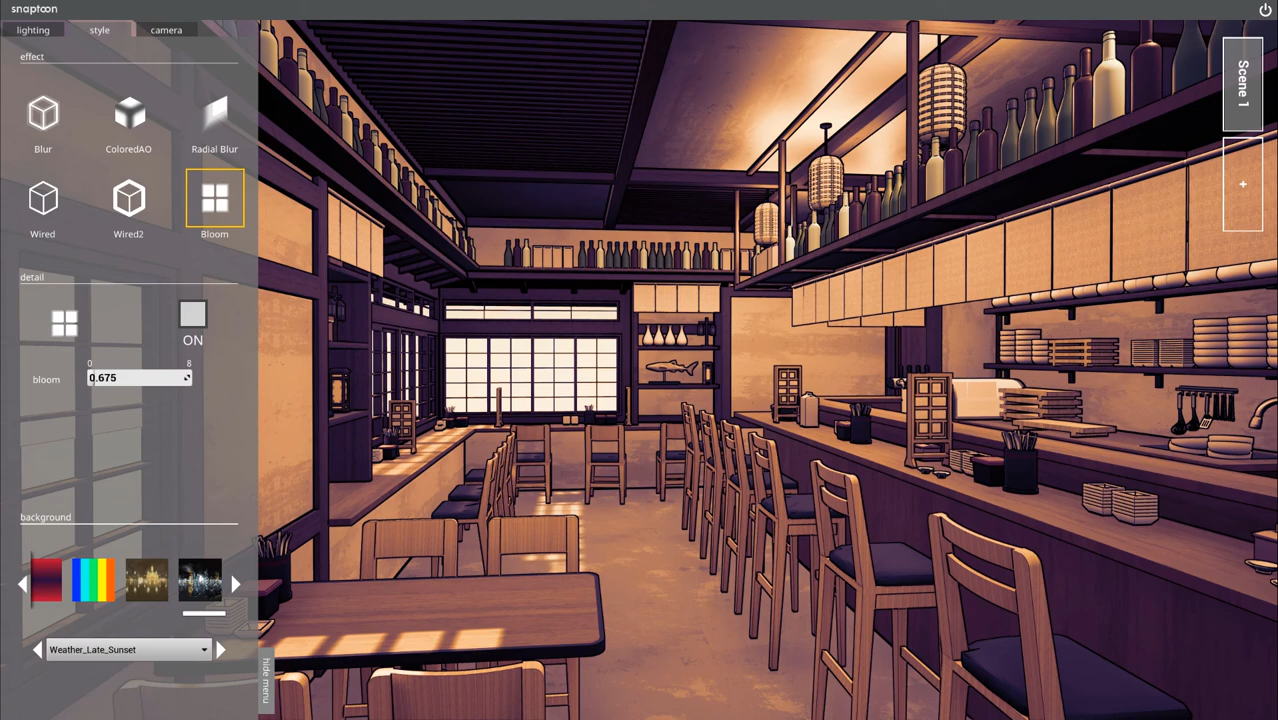 snaptoon
lighting
style
camera
effect
Blur
ColoredAO
Radial Blur
Wired
Wired2
Bloom
detail
ON
0
8
bloom
0.675
background
Weather_Late_Sunset
hide menu
Scene 1
+